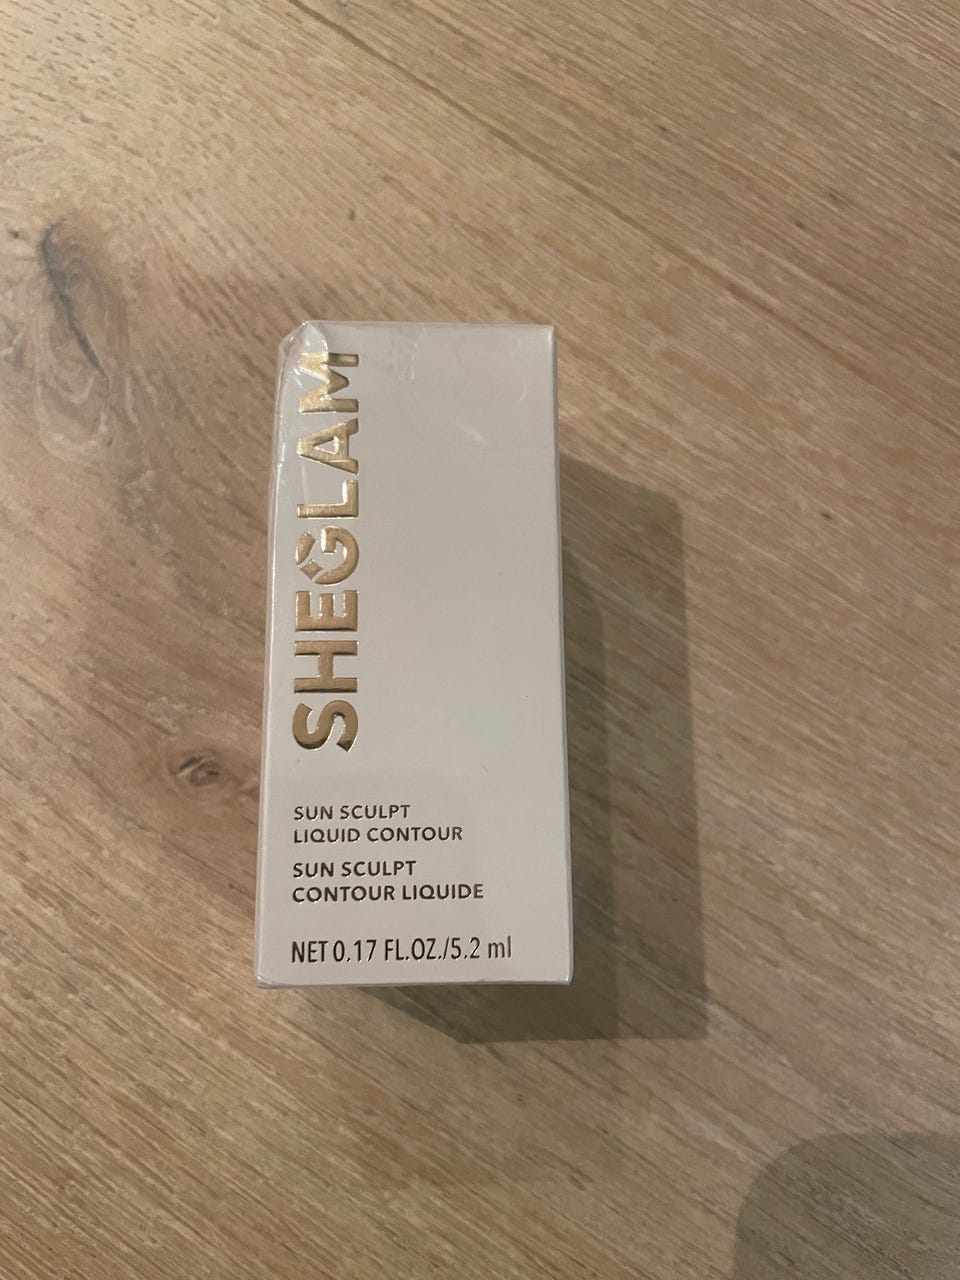 SHEGLAM
SUN SCULPT
LIQUID CONTOUR
SUN SCULPT
CONTOUR LIQUIDE
NET 0.17 FL.OZ./5.2 ml